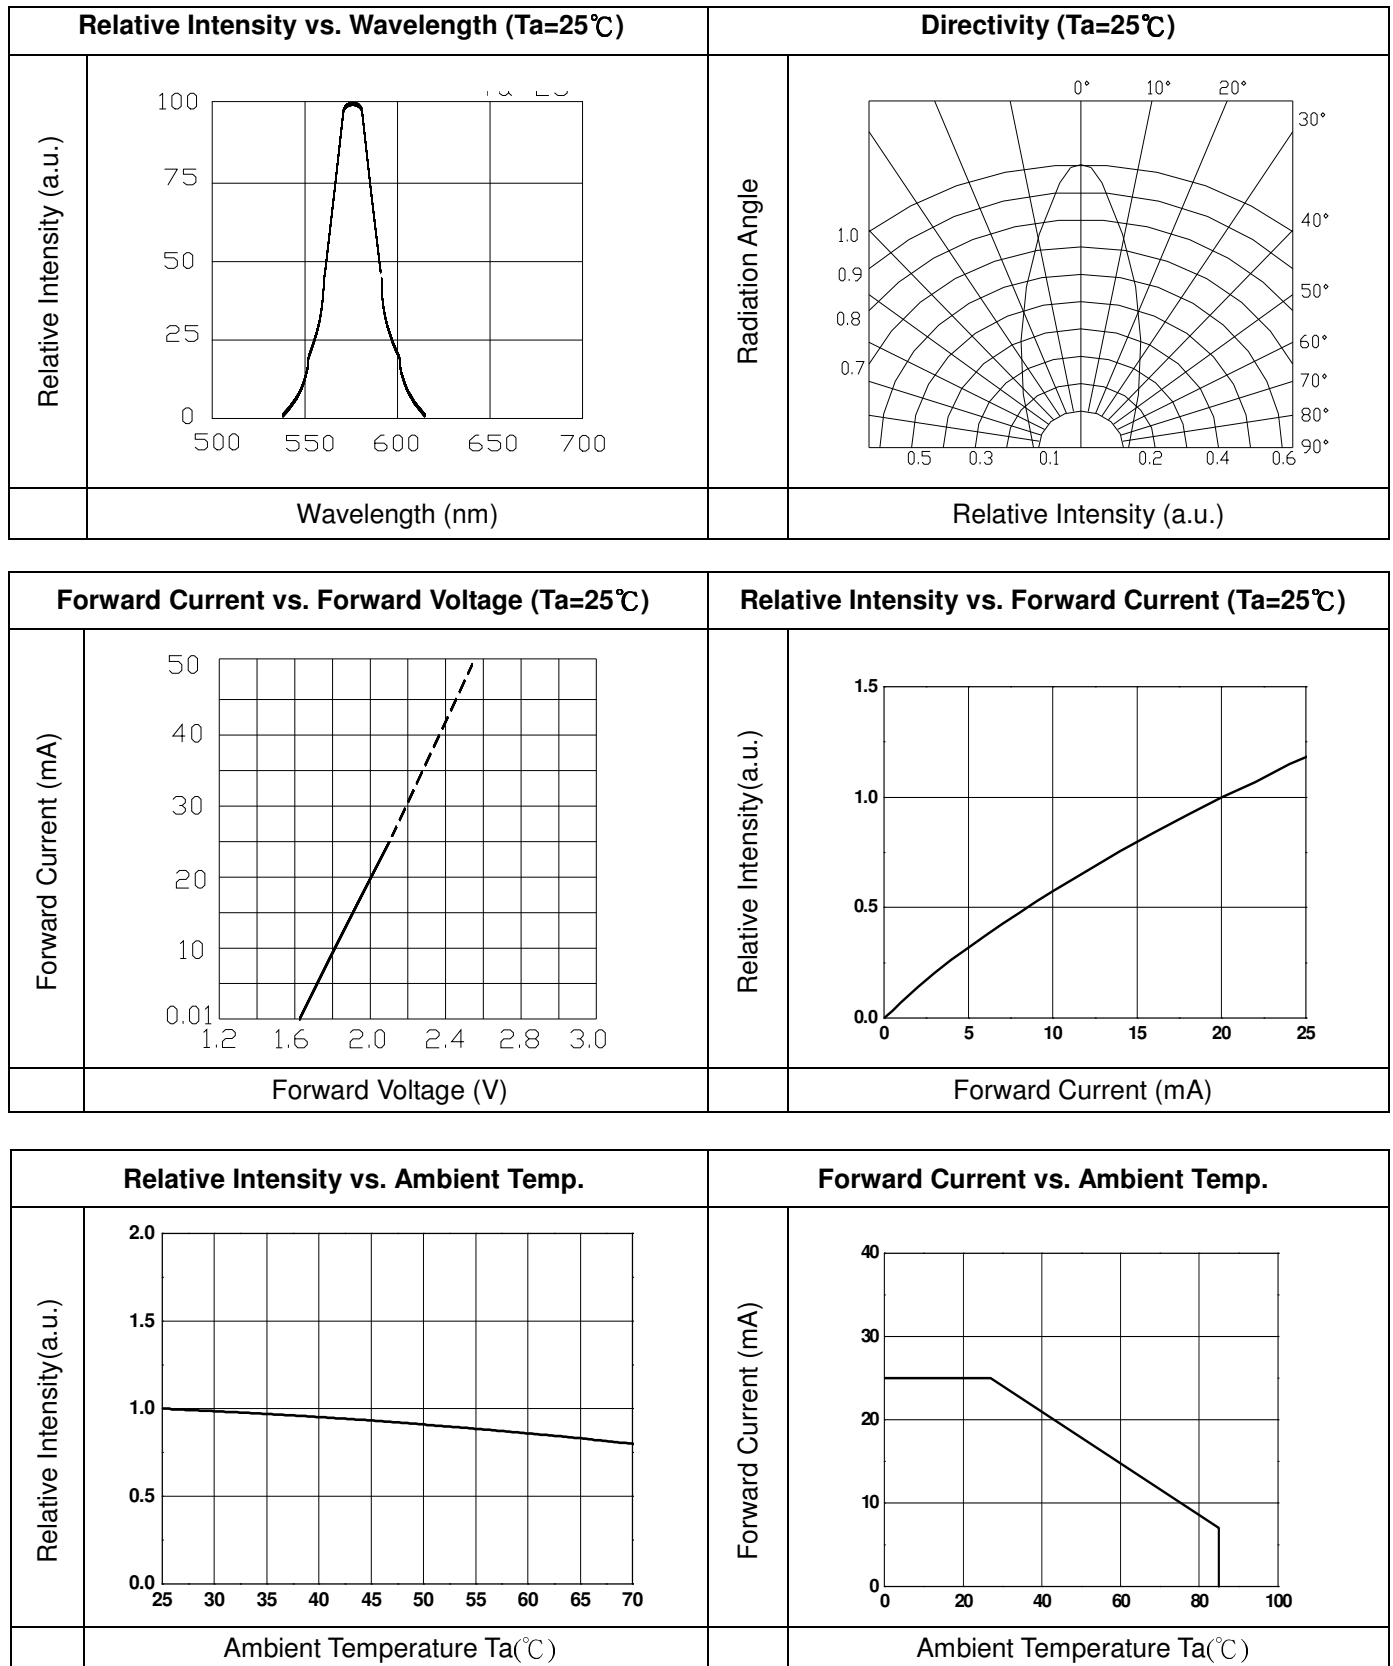 Relative Intensity vs. Wavelength (Ta=25℃)
Relative Intensity (a.u.)
100
75
50
25
0
500 550 600 650 700
Wavelength (nm)
Directivity (Ta=25℃)
Radiation Angle
0° 10° 20°
30°
40°
50°
60°
70°
80°
90°
1.0
0.9
0.8
0.7
0.5 0.3 0.1 0.2 0.4 0.6
Relative Intensity (a.u.)
Forward Current vs. Forward Voltage (Ta=25℃)
Forward Current (mA)
50
40
30
20
10
0.01
1.2 1.6 2.0 2.4 2.8 3.0
Forward Voltage (V)
Relative Intensity vs. Forward Current (Ta=25℃)
Relative Intensity(a.u.)
1.5
1.0
0.5
0.0
0 5 10 15 20 25
Forward Current (mA)
Relative Intensity vs. Ambient Temp.
Relative Intensity(a.u.)
2.0
1.5
1.0
0.5
0.0
25 30 35 40 45 50 55 60 65 70
Ambient Temperature Ta(℃)
Forward Current vs. Ambient Temp.
Forward Current (mA)
40
30
20
10
0
0 20 40 60 80 100
Ambient Temperature Ta(℃)